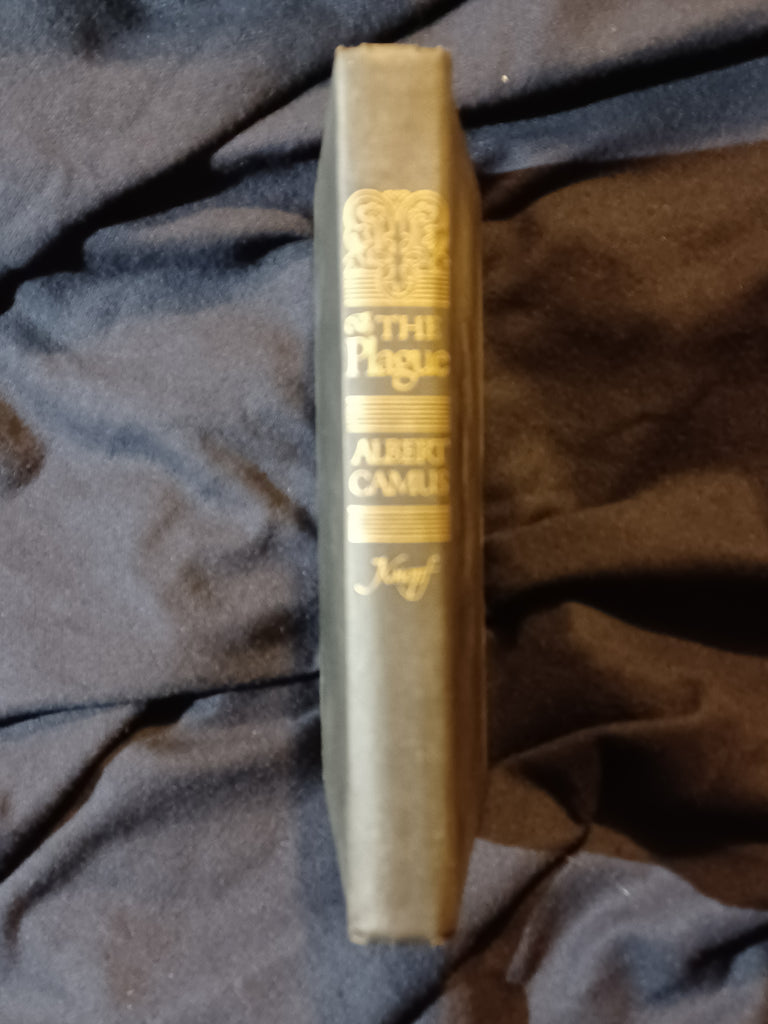 THE
Plague
ALBERT
CAMUS
Knopf